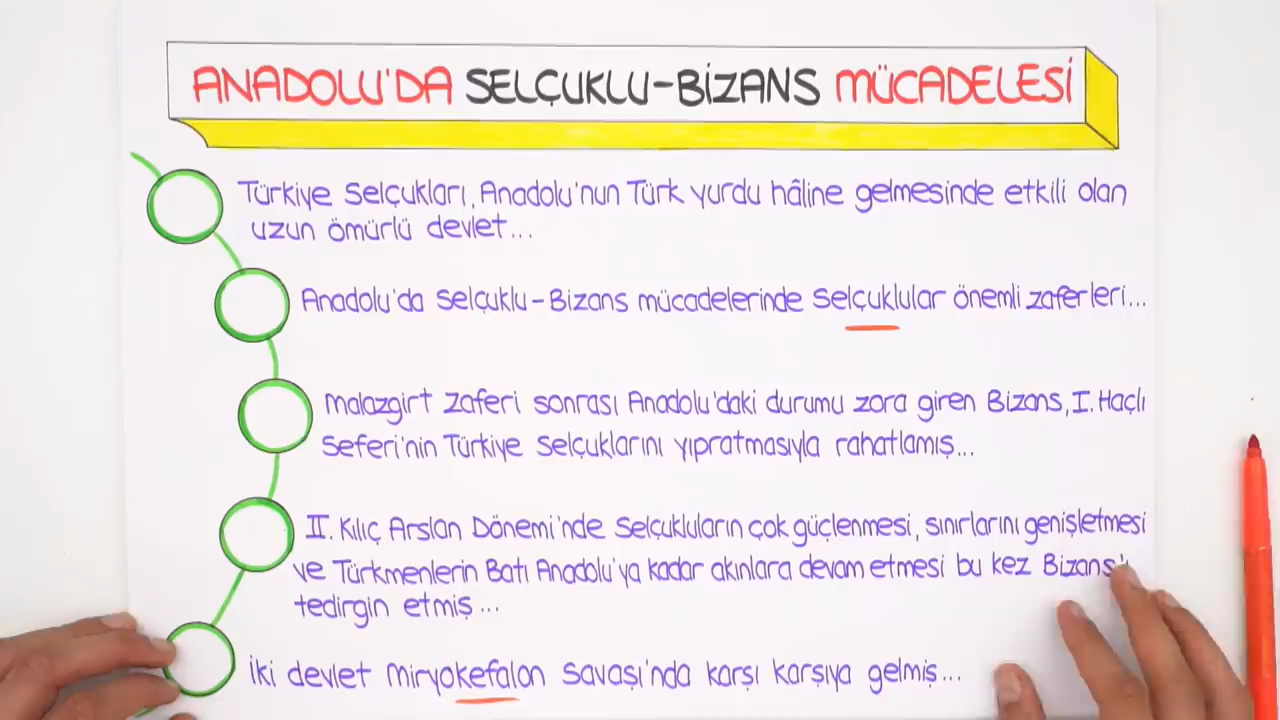 ANADOLU'DA SELÇUKLU-BİZANS MÜCADELESİ
Türkiye Selçukları, Anadolu'nun Türk yurdu hâline gelmesinde etkili olan
uzun ömürlü devlet...
Anadolu'da Selçuklu-Bizans mücadelerinde Selçuklular önemli zaferleri...
Malazgirt Zaferi sonrası Anadolu'daki durumu zora giren Bizans, I. Haçlı
Seferi'nin Türkiye Selçuklarını yıpratmasıyla rahatlamış...
II. Kılıç Arslan Dönemi'nde Selçukluların çok güçlenmesi, sınırlarını genişletmesi
ve Türkmenlerin Batı Anadolu'ya kadar akınlara devam etmesi bu kez Bizans'ı
tedirgin etmiş...
İki devlet Miryokefalon Savaşı'nda karşı karşıya gelmiş...